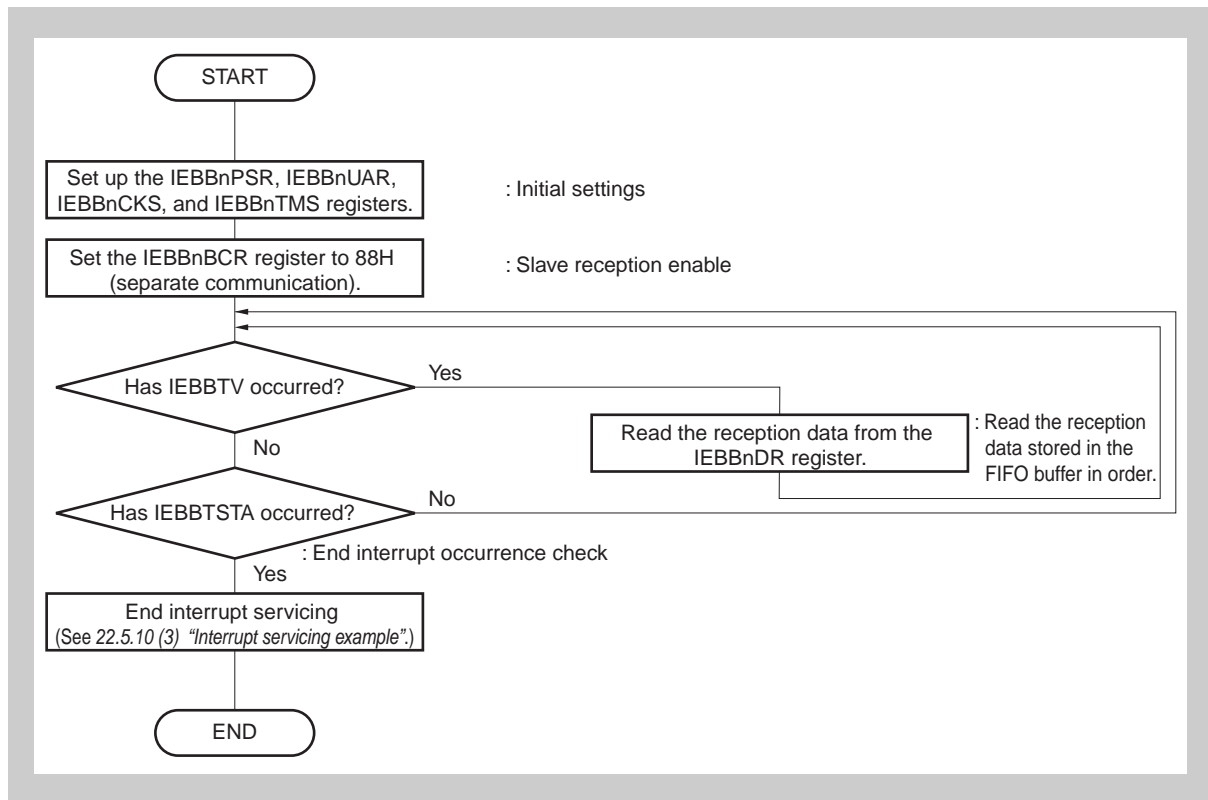 START
Set up the IEBBnPSR, IEBBnUAR,
IEBBnCKS, and IEBBnTMS registers.
: Initial settings
Set the IEBBnBCR register to 88H
(separate communication).
: Slave reception enable
Has IEBBTV occurred?
Yes
Read the reception data from the
IEBBnDR register.
: Read the reception
data stored in the
FIFO buffer in order.
No
Has IEBBTSTA occurred?
No
: End interrupt occurrence check
Yes
End interrupt servicing
(See 22.5.10 (3) “Interrupt servicing example”.)
END